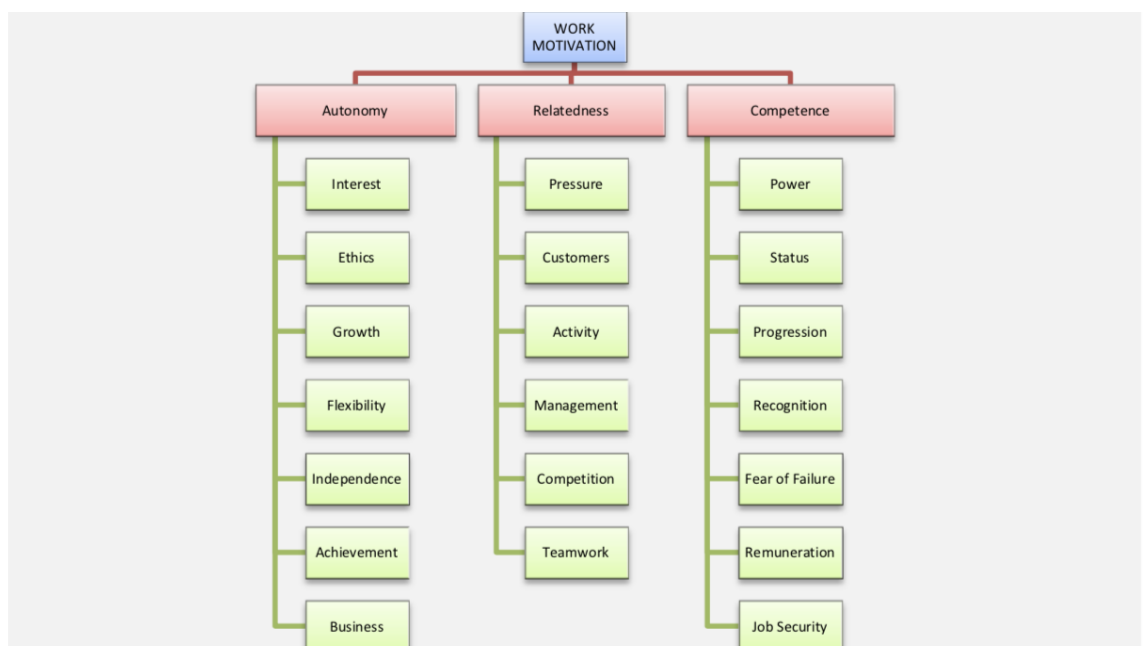 WORK
MOTIVATION
Autonomy
Interest
Ethics
Growth
Flexibility
Independence
Achievement
Business
Relatedness
Pressure
Customers
Activity
Management
Competition
Teamwork
Competence
Power
Status
Progression
Recognition
Fear of Failure
Remuneration
Job Security